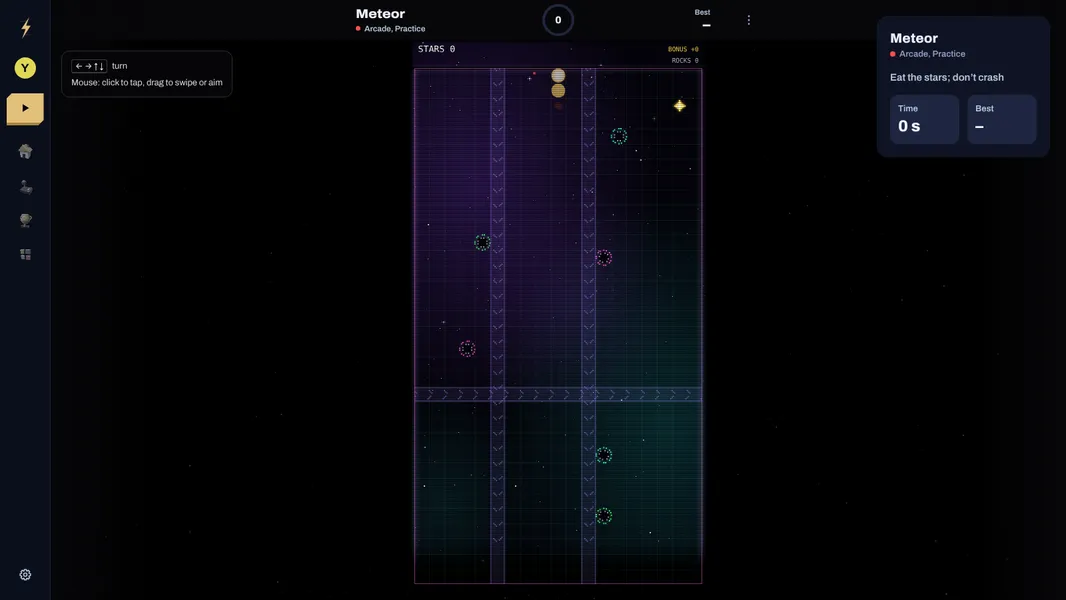 Meteor
Arcade, Practice
0
Best
–
STARS 0
BONUS +0
ROCKS 0
Y
← → ↑ ↓ turn
Mouse: click to tap, drag to swipe or aim
Meteor
Arcade, Practice
Eat the stars; don't crash
Time
0 s
Best
–